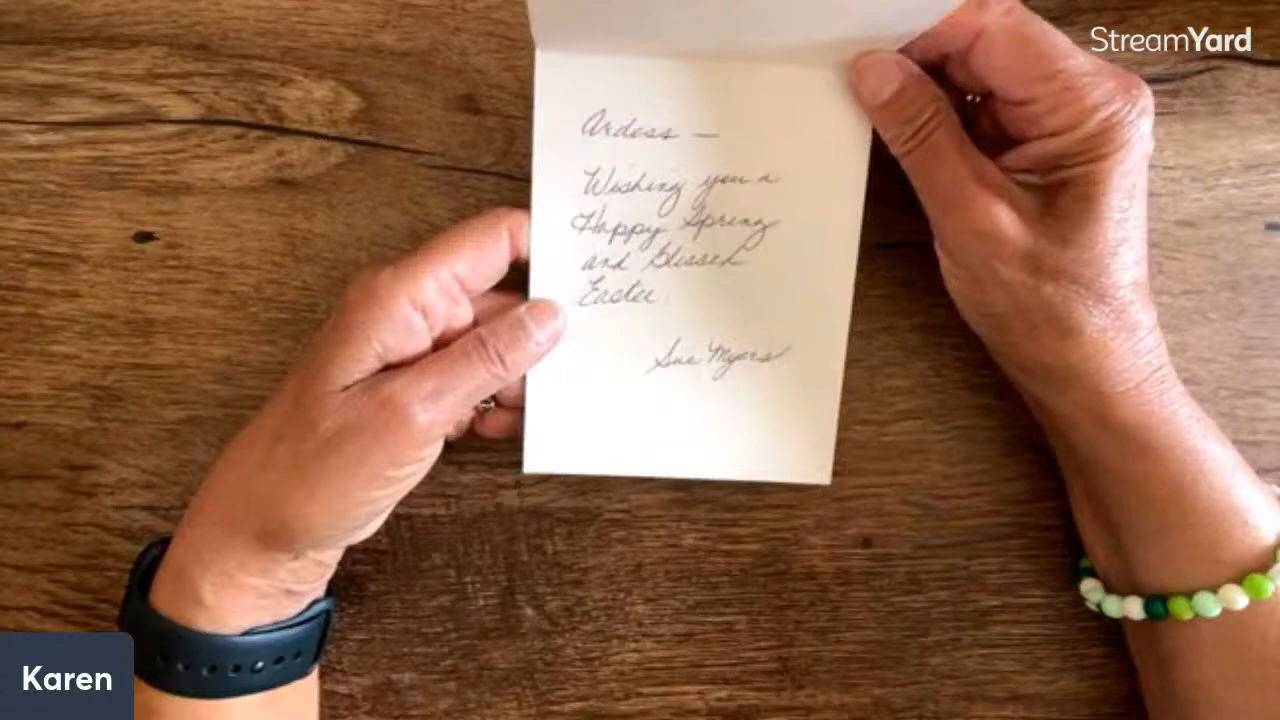 StreamYard
Ardess —
Wishing you a
Happy Spring
and blessed
Easter.
Sue Myers
Karen